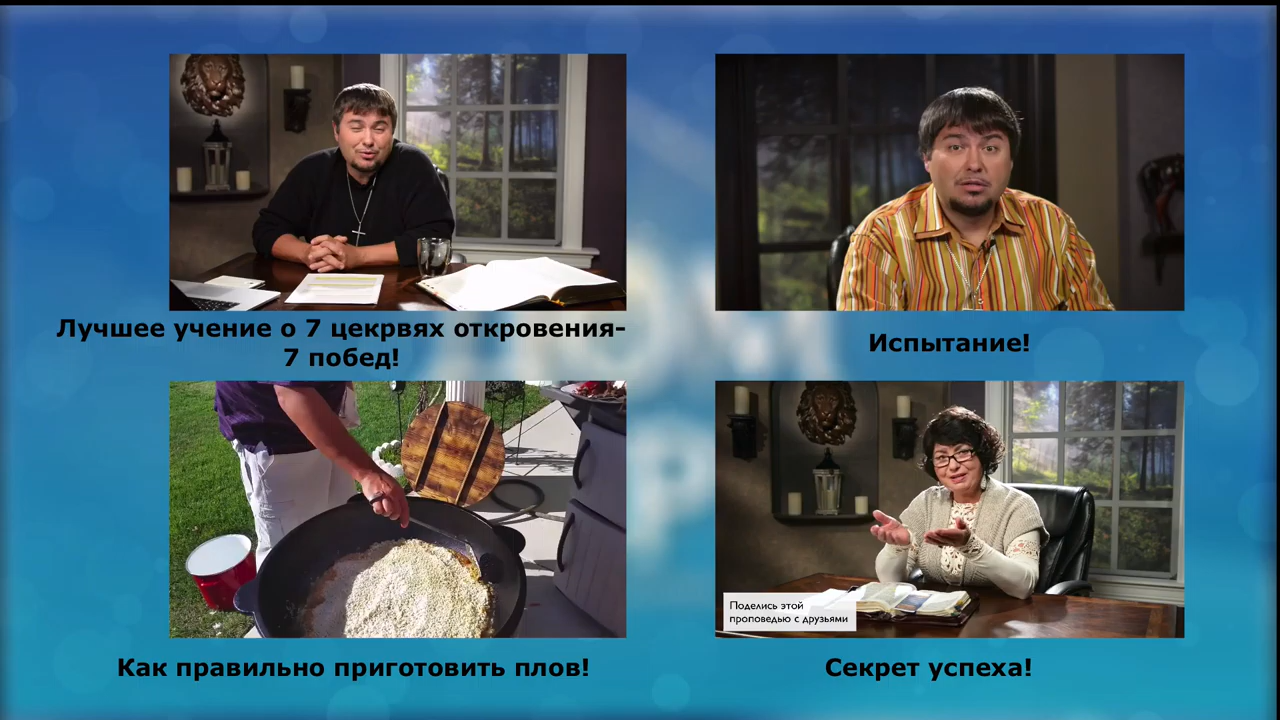 Лучшее учение о 7 цекрвях откровения-
7 побед!
Испытание!
Как правильно приготовить плов!
Поделись этой
проповедью с друзьями
Секрет успеха!